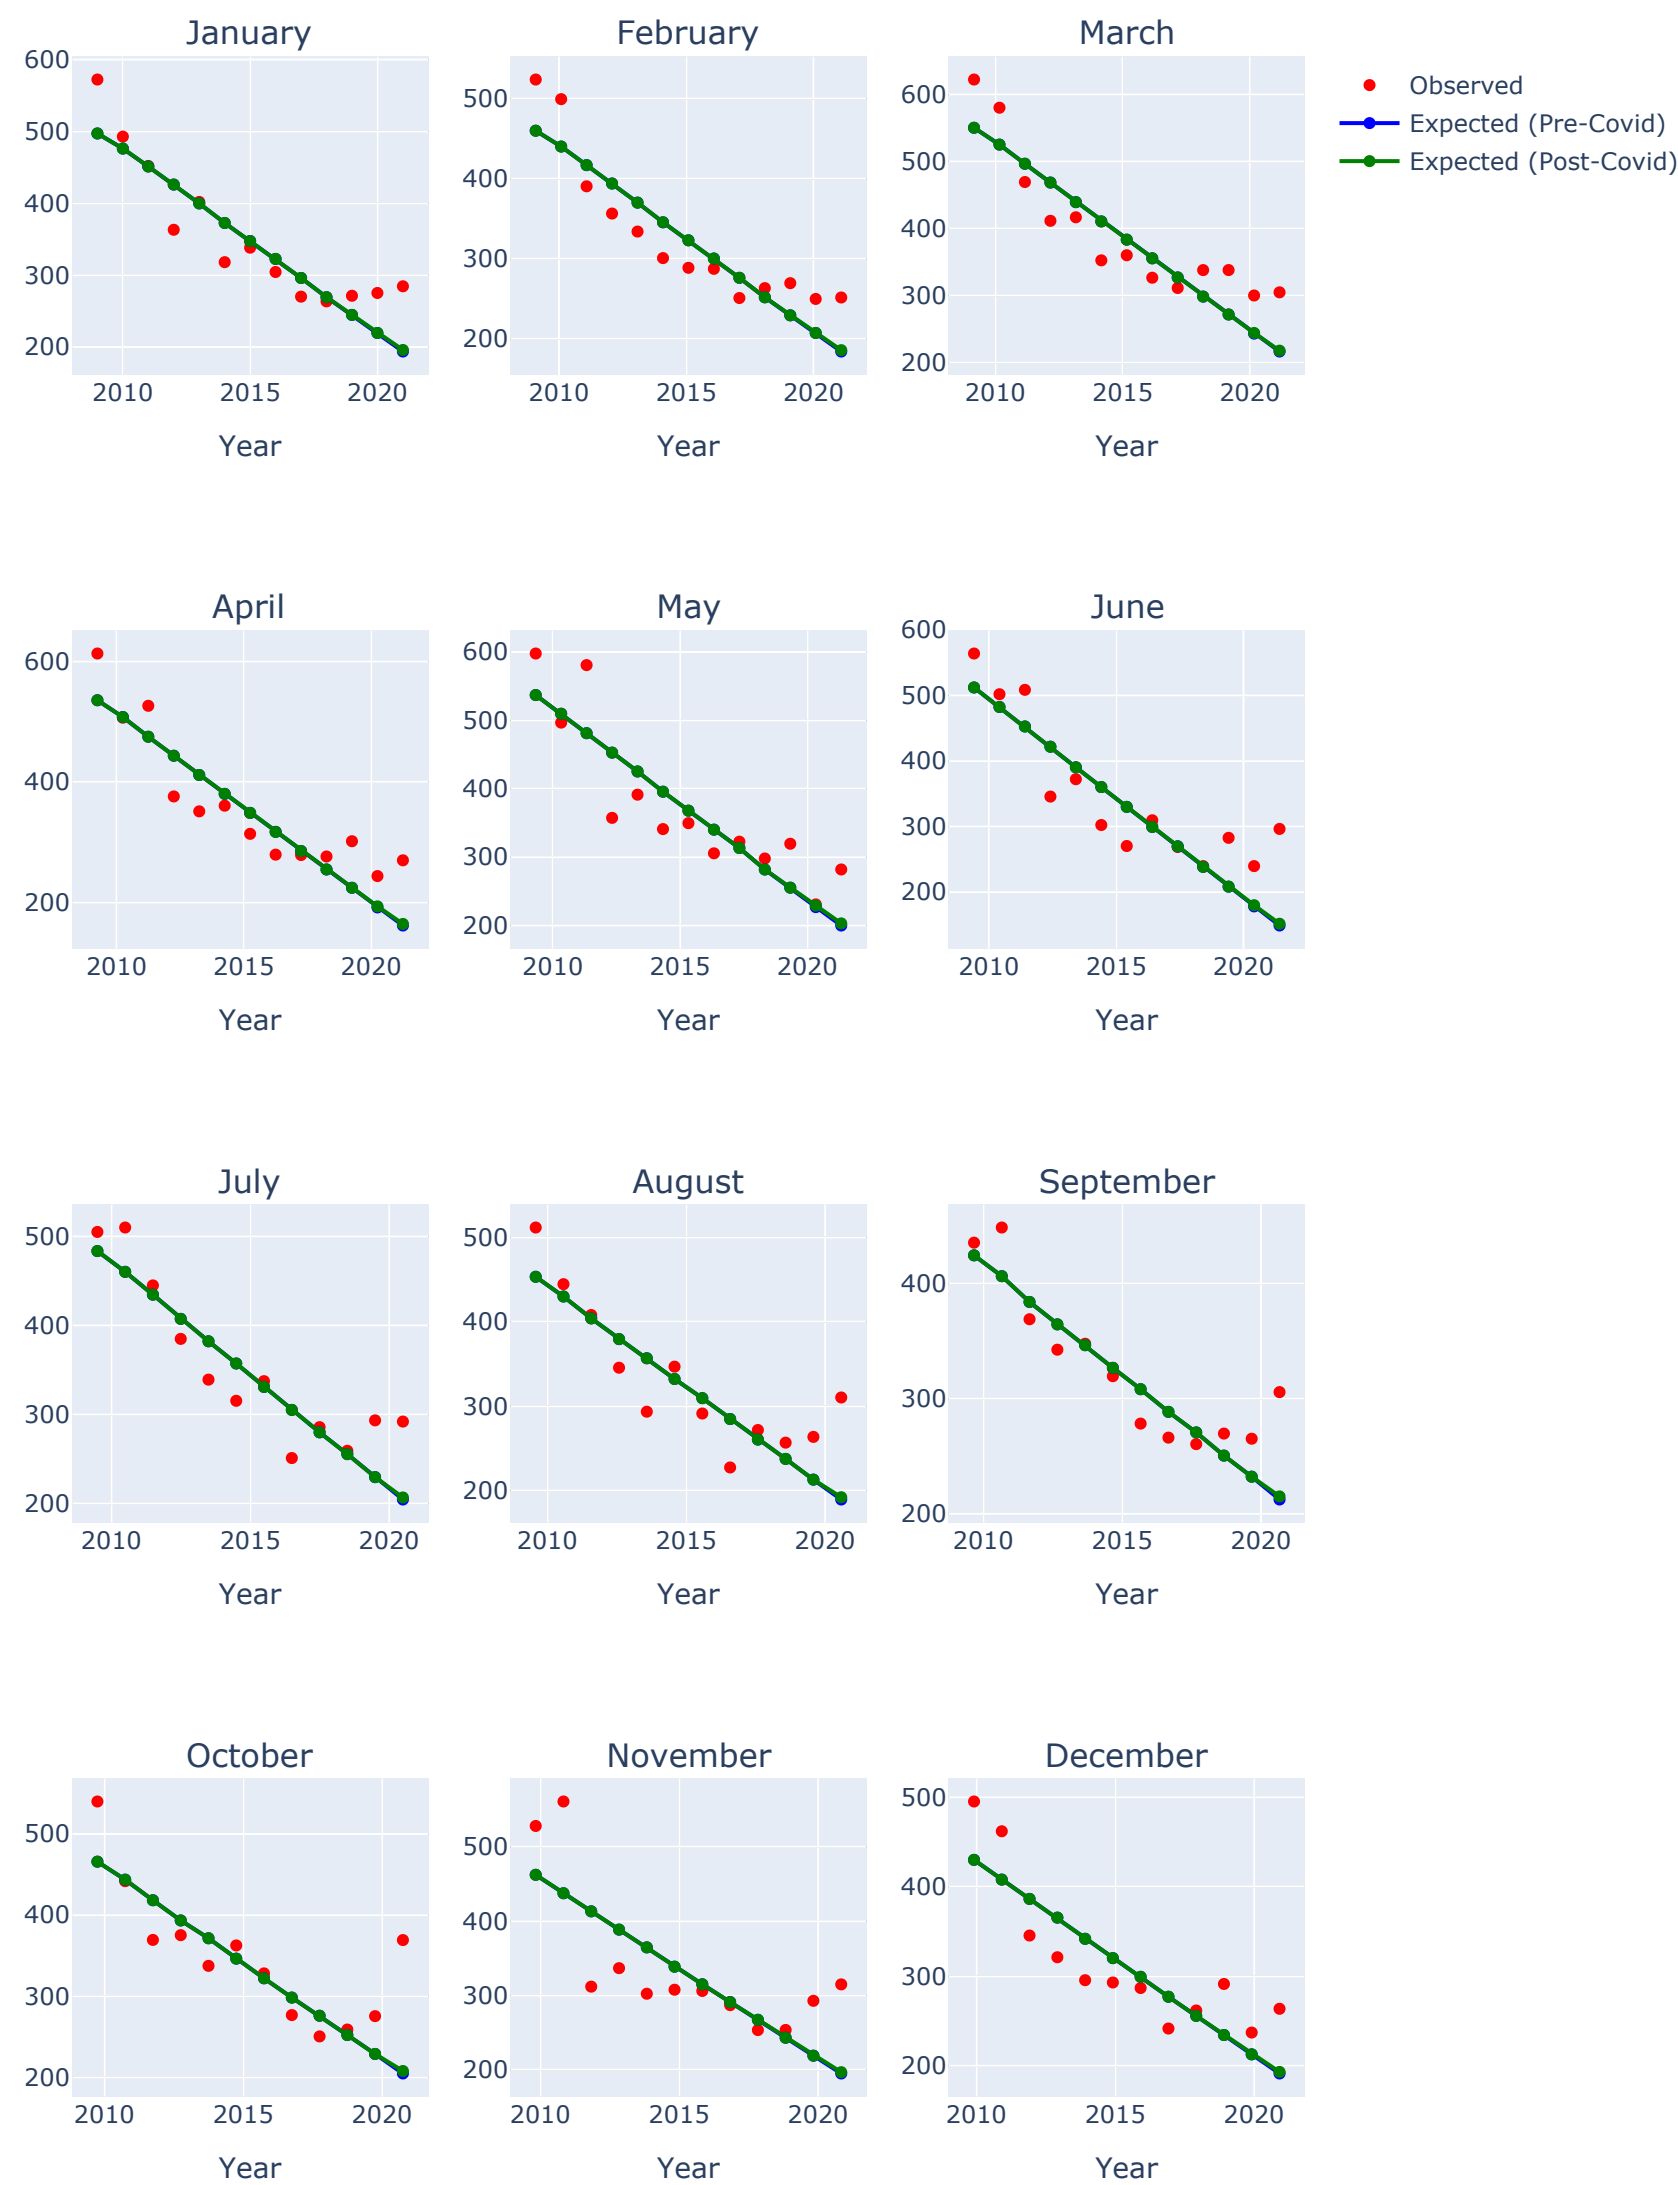 January
February
March
Observed
Expected (Pre-Covid)
Expected (Post-Covid)
600
500
400
300
200
2010 2015 2020
Year
500
400
300
200
2010 2015 2020
Year
600
500
400
300
200
2010 2015 2020
Year
April
May
June
600
400
200
2010 2015 2020
Year
600
500
400
300
200
2010 2015 2020
Year
600
500
400
300
200
2010 2015 2020
Year
July
August
September
500
400
300
200
2010 2015 2020
Year
500
400
300
200
2010 2015 2020
Year
400
300
200
2010 2015 2020
Year
October
November
December
500
400
300
200
2010 2015 2020
Year
500
400
300
200
2010 2015 2020
Year
500
400
300
200
2010 2015 2020
Year